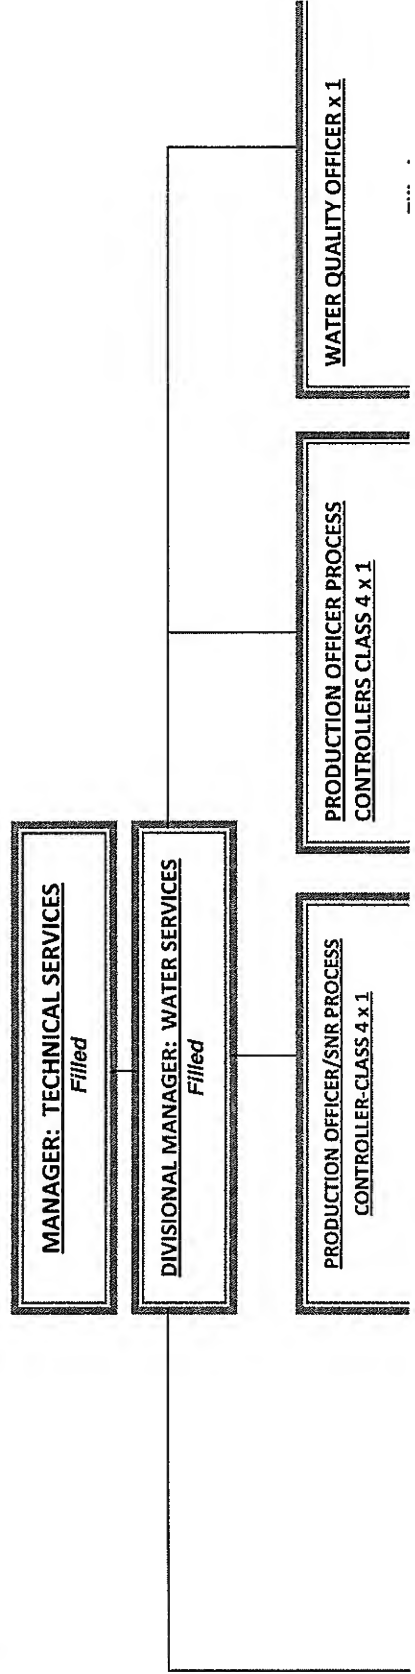 MANAGER: TECHNICAL SERVICES
Filled
DIVISIONAL MANAGER: WATER SERVICES
Filled
PRODUCTION OFFICER/SNR PROCESS
CONTROLLER-CLASS 4 x 1
PRODUCTION OFFICER PROCESS
CONTROLLERS CLASS 4 x 1
WATER QUALITY OFFICER x 1